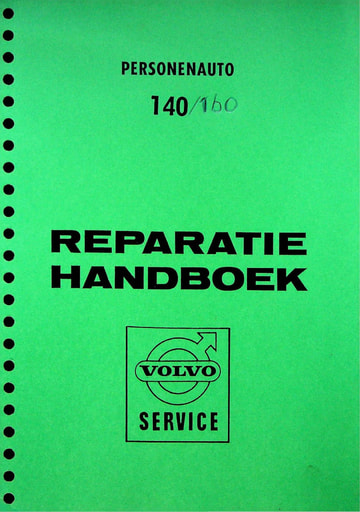 PERSONENAUTO
140/160
REPARATIE
HANDBOEK
VOLVO
SERVICE